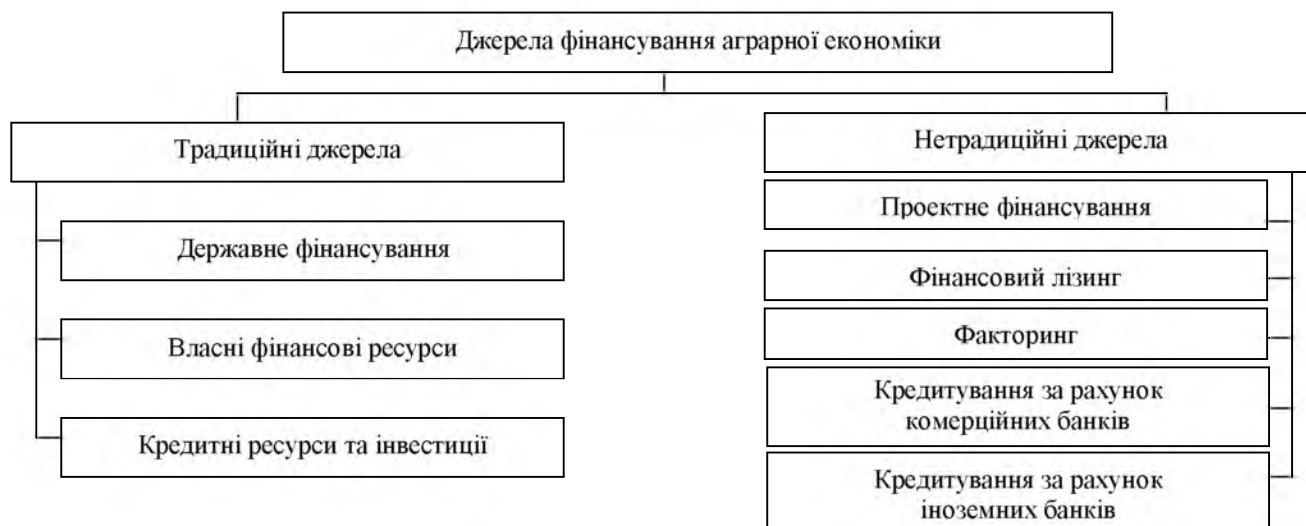 Джерела фінансування аграрної економіки
Традиційні джерела
Державне фінансування
Власні фінансові ресурси
Кредитні ресурси та інвестиції
Нетрадиційні джерела
Проектне фінансування
Фінансовий лізинг
Факторинг
Кредитування за рахунок
комерційних банків
Кредитування за рахунок
іноземних банків